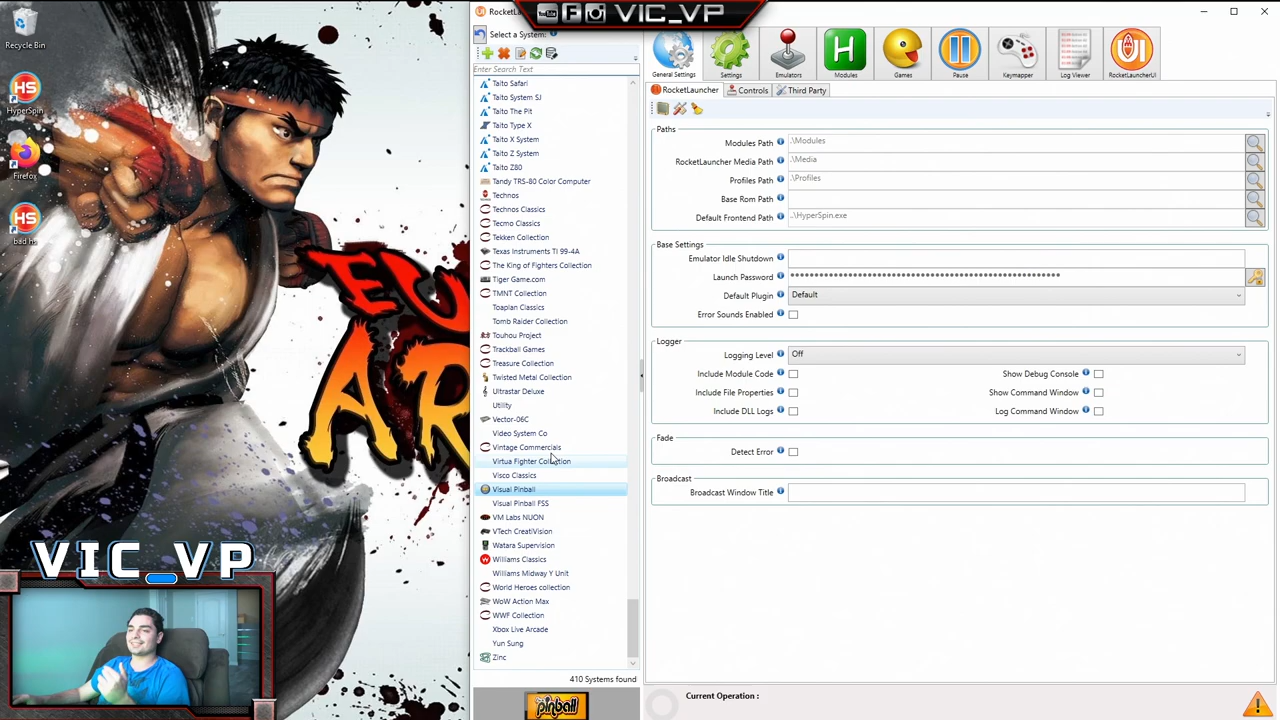 Recycle Bin
HS
HyperSpin
Firefox
HS
bad hs
VIC_VP
VIC_VP
You Tube
Select a System:
Enter Search Text
Taito Safari
Taito System SJ
Taito The Pit
Taito Type X
Taito X System
Taito Z System
Taito Z80
Tandy TRS-80 Color Computer
Technos
Technos Classics
Tecmo Classics
Tekken Collection
Texas Instruments TI 99-4A
The King of Fighters Collection
Tiger Game.com
TMNT Collection
Toaplan Classics
Tomb Raider Collection
Touhou Project
Trackball Games
Treasure Collection
Twisted Metal Collection
Ultrastar Deluxe
Utility
Vector-06C
Video System Co
Vintage Commercials
Virtua Fighter Collection
Visco Classics
Visual Pinball
Visual Pinball FSS
VM Labs NUON
VTech CreatiVision
Watara Supervision
Williams Classics
Williams Midway Y Unit
World Heroes collection
WoW Action Max
WWF Collection
Xbox Live Arcade
Yun Sung
Zinc
410 Systems found
pinball
General Settings
Settings
Emulators
H
Modules
Games
Pause
Keymapper
Log Viewer
RocketLauncherUI
RocketLauncher
Controls
Third Party
Paths
Modules Path
.\Modules
RocketLauncher Media Path
.\Media
Profiles Path
.\Profiles
Base Rom Path
Default Frontend Path
..\HyperSpin.exe
Base Settings
Emulator Idle Shutdown
Launch Password
Default Plugin
Default
Error Sounds Enabled
Logger
Logging Level
Off
Include Module Code
Show Debug Console
Include File Properties
Show Command Window
Include DLL Logs
Log Command Window
Fade
Detect Error
Broadcast
Broadcast Window Title
Current Operation :